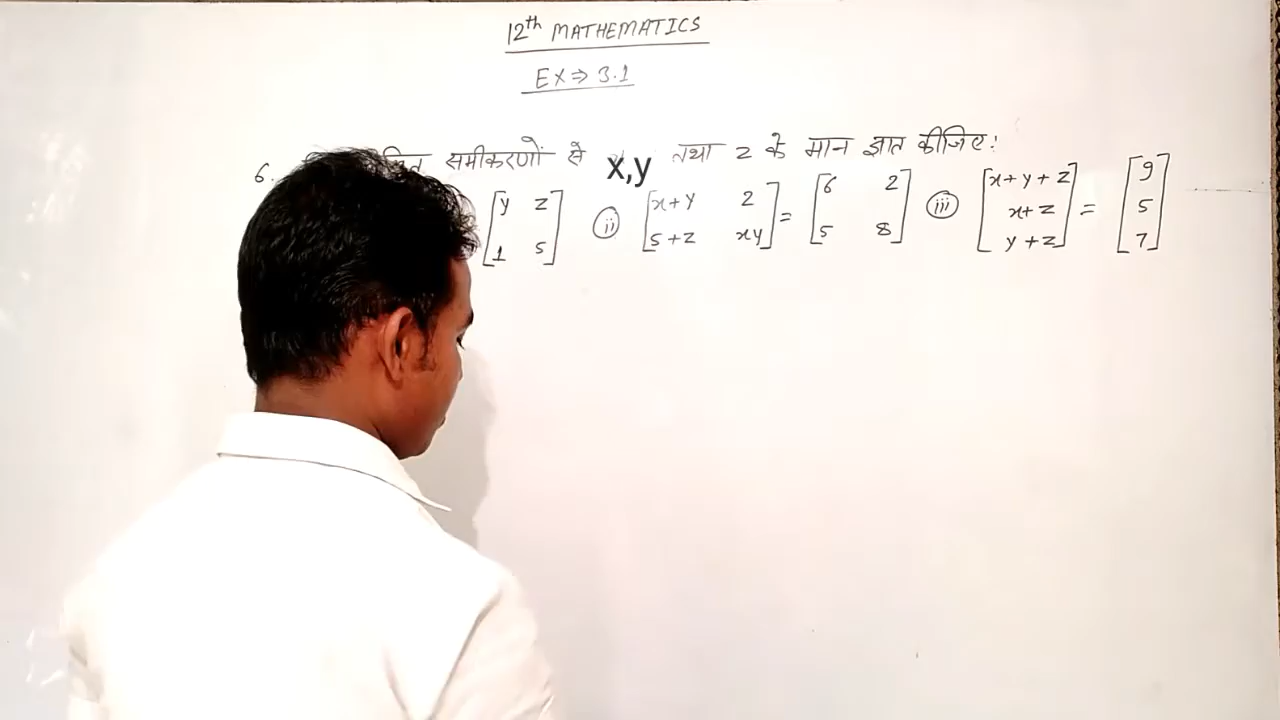 12th MATHEMATICS
EX⇒ 3.1
6. समीकरणों से x,y तथा z के मान ज्ञात कीजिए:
[y z] (ii) [x+y 2] = [6 2] (iii) [x+y+z] = [9]
[1 5] [5+z xy] [5 8] [x+z] [5]
[y+z] [7]